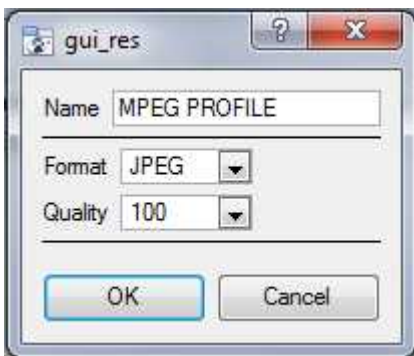 gui_res
Name MPEG PROFILE
Format JPEG
Quality 100
OK Cancel